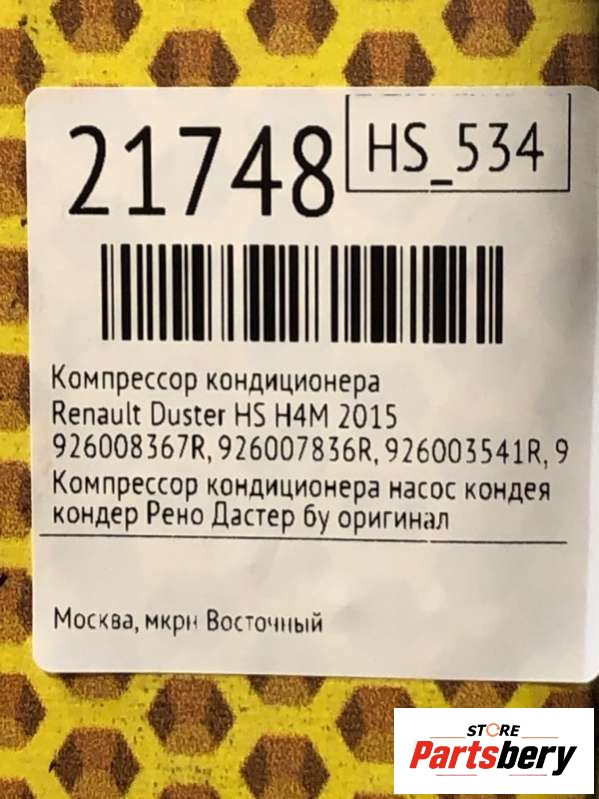 21748
HS_534
Компрессор кондиционера
Renault Duster HS H4M 2015
926008367R, 926007836R, 926003541R, 9
Компрессор кондиционера насос кондея
кондер Рено Дастер бу оригинал
Москва, мкрн Восточный
STORE
Partsbery